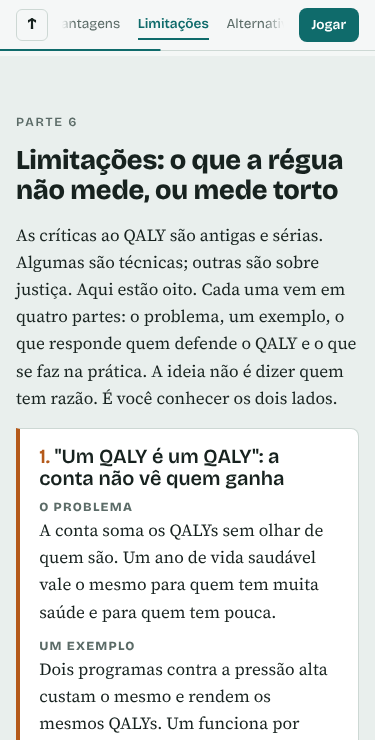 ↑ antagens Limitações Alternati Jogar
PARTE 6
Limitações: o que a régua
não mede, ou mede torto
As críticas ao QALY são antigas e sérias.
Algumas são técnicas; outras são sobre
justiça. Aqui estão oito. Cada uma vem em
quatro partes: o problema, um exemplo, o
que responde quem defende o QALY e o que
se faz na prática. A ideia não é dizer quem
tem razão. É você conhecer os dois lados.
1. "Um QALY é um QALY": a
conta não vê quem ganha
O PROBLEMA
A conta soma os QALYs sem olhar de
quem são. Um ano de vida saudável
vale o mesmo para quem tem muita
saúde e para quem tem pouca.
UM EXEMPLO
Dois programas contra a pressão alta
custam o mesmo e rendem os
mesmos QALYs. Um funciona por